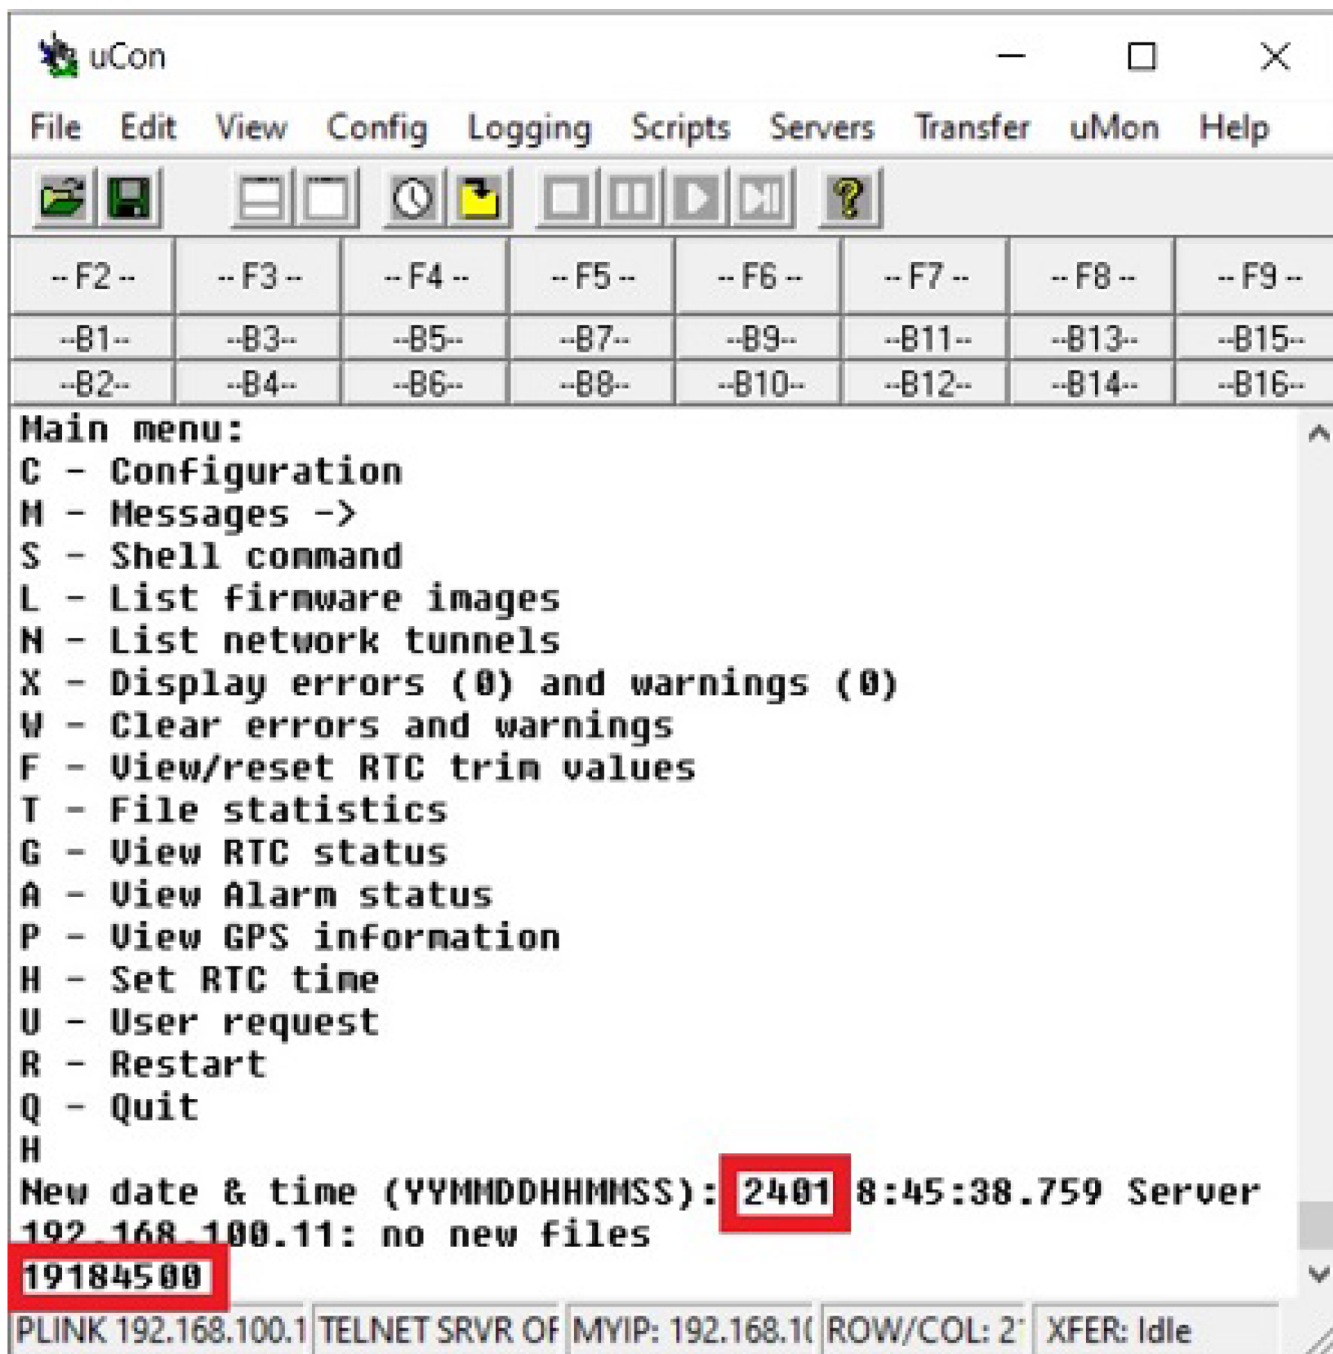 uCon
File Edit View Config Logging Scripts Servers Transfer uMon Help
-- F2 -- -- F3 -- -- F4 -- -- F5 -- -- F6 -- -- F7 -- -- F8 -- -- F9 --
--B1-- --B3-- --B5-- --B7-- --B9-- --B11-- --B13-- --B15--
--B2-- --B4-- --B6-- --B8-- --B10-- --B12-- --B14-- --B16--
Main menu:
C - Configuration
M - Messages ->
S - Shell command
L - List firmware images
N - List network tunnels
X - Display errors (0) and warnings (0)
W - Clear errors and warnings
F - View/reset RTC trim values
T - File statistics
G - View RTC status
A - View Alarm status
P - View GPS information
H - Set RTC time
U - User request
R - Restart
Q - Quit
H
New date & time (YYMMDDHHMMSS): 2401 8:45:38.759 Server
192.168.100.11: no new files
19184500
PLINK 192.168.100.1 TELNET SRVR OF MYIP: 192.168.1( ROW/COL: 2 XFER: Idle